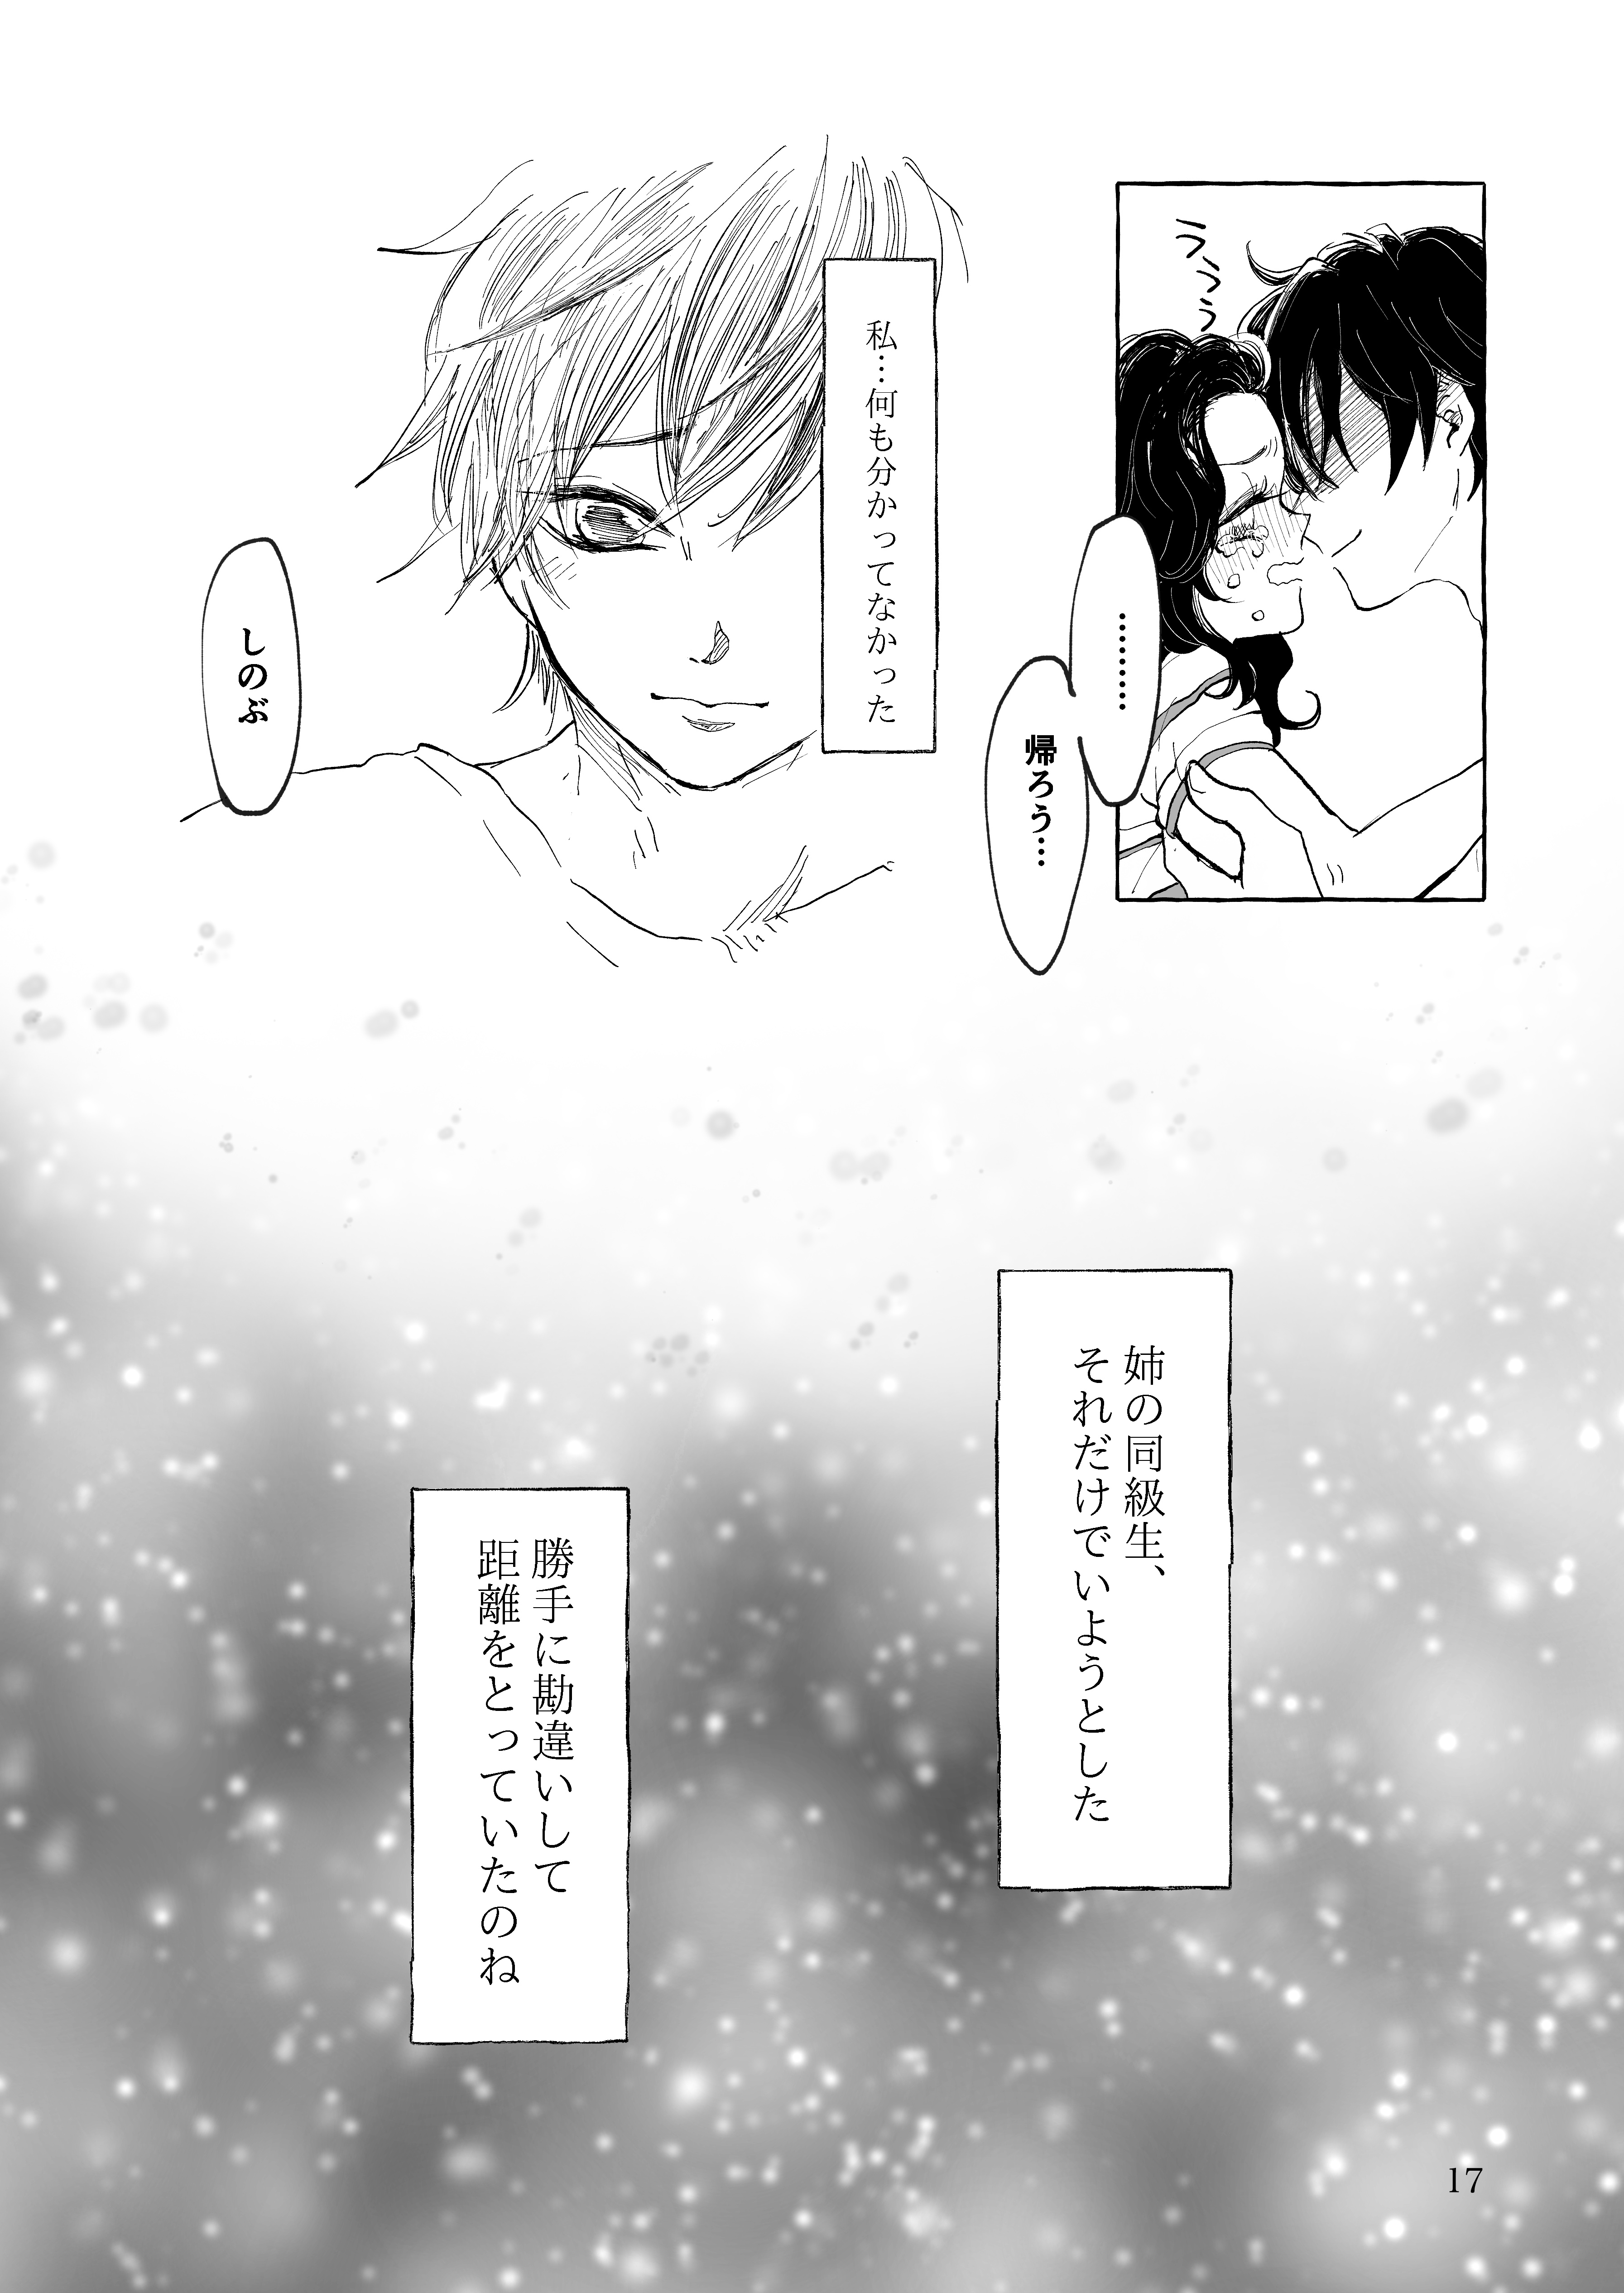 うぅぅ
………
帰ろう…
私…何も分かってなかった
しのぶ
姉の同級生、
それだけでいようとした
勝手に勘違いして
距離をとっていたのね
17